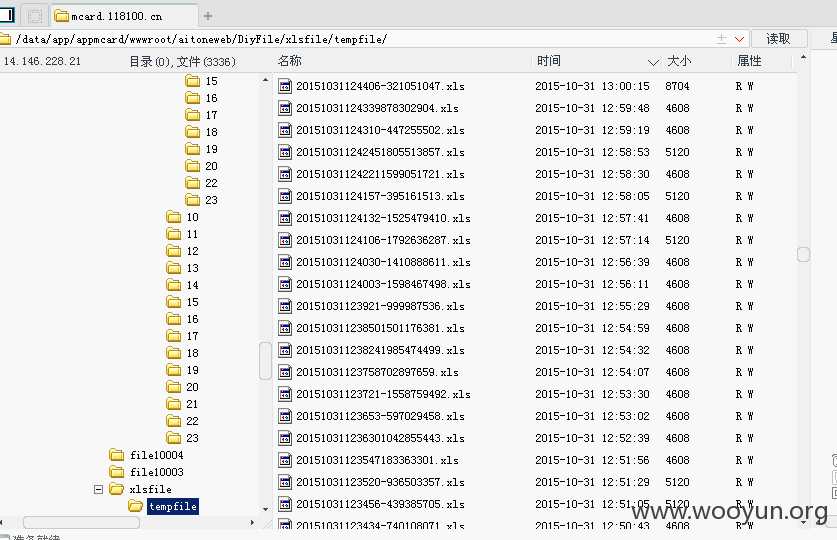 mcard.118100.cn
/data/app/appmcard/wwwroot/aitoneweb/DiyFile/xlsfile/tempfile/ 读取
14.146.228.21 目录(0),文件(3336) 名称 时间 大小 属性
15
16
17
18
19
20
22
23
10
11
12
13
14
15
16
17
18
19
20
21
22
23
file10004
file10003
xlsfile
tempfile
20151031124406-321051047.xls 2015-10-31 13:00:15 8704 R W
20151031124339878302904.xls 2015-10-31 12:59:48 4608 R W
20151031124310-447255502.xls 2015-10-31 12:59:19 4608 R W
201510311242451805513857.xls 2015-10-31 12:58:53 5120 R W
201510311242211599051721.xls 2015-10-31 12:58:30 4608 R W
20151031124157-395161513.xls 2015-10-31 12:58:05 5120 R W
20151031124132-1525479410.xls 2015-10-31 12:57:41 4608 R W
20151031124106-1792636287.xls 2015-10-31 12:57:14 5120 R W
20151031124030-1410888611.xls 2015-10-31 12:56:39 4608 R W
20151031124003-1598467498.xls 2015-10-31 12:56:11 4608 R W
20151031123921-999987536.xls 2015-10-31 12:55:29 4608 R W
201510311238501501176381.xls 2015-10-31 12:54:59 4608 R W
201510311238241985474499.xls 2015-10-31 12:54:32 4608 R W
20151031123758702897659.xls 2015-10-31 12:54:07 4608 R W
20151031123721-1558759492.xls 2015-10-31 12:53:30 4608 R W
20151031123653-597029458.xls 2015-10-31 12:53:02 4608 R W
201510311236301042855443.xls 2015-10-31 12:52:39 4608 R W
20151031123547183363301.xls 2015-10-31 12:51:56 4608 R W
20151031123520-936503357.xls 2015-10-31 12:51:29 5120 R W
20151031123456-439385705.xls 2015-10-31 12:51:05 5120 R W
20151031123434-740108071.xls 2015-10-31 12:50:43 4608 R W
www.wooyun.org